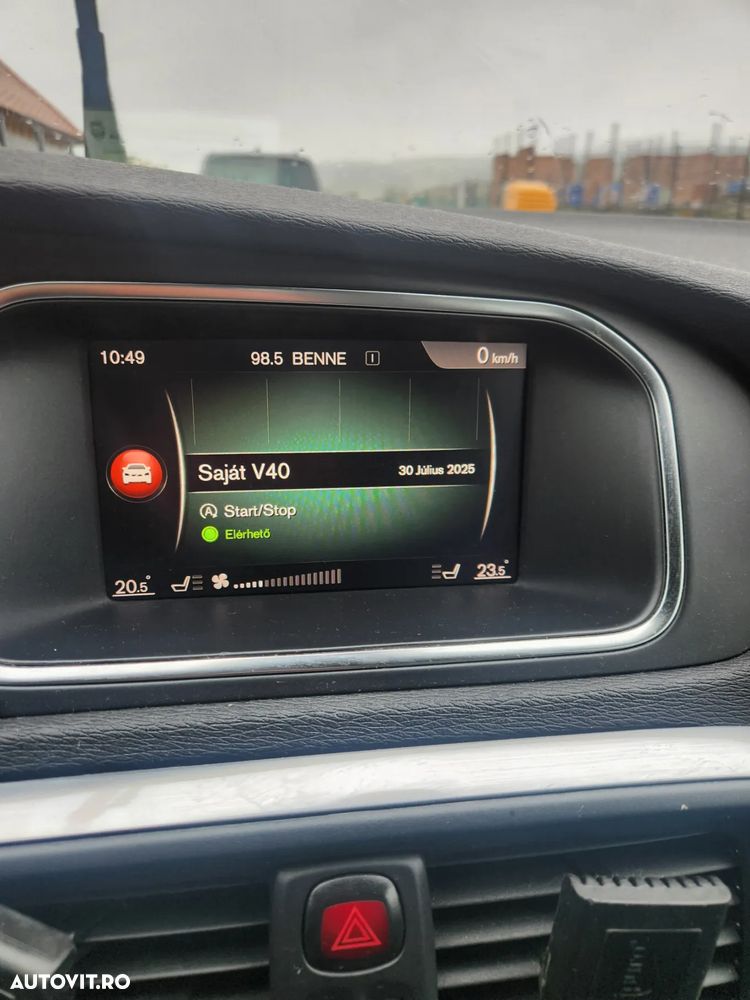 10:49 98.5 BENNE I 0 km/h
Saját V40 30 Július 2025
A Start/Stop
Elérhető
20.5° 23.5°
AUTOVIT.RO